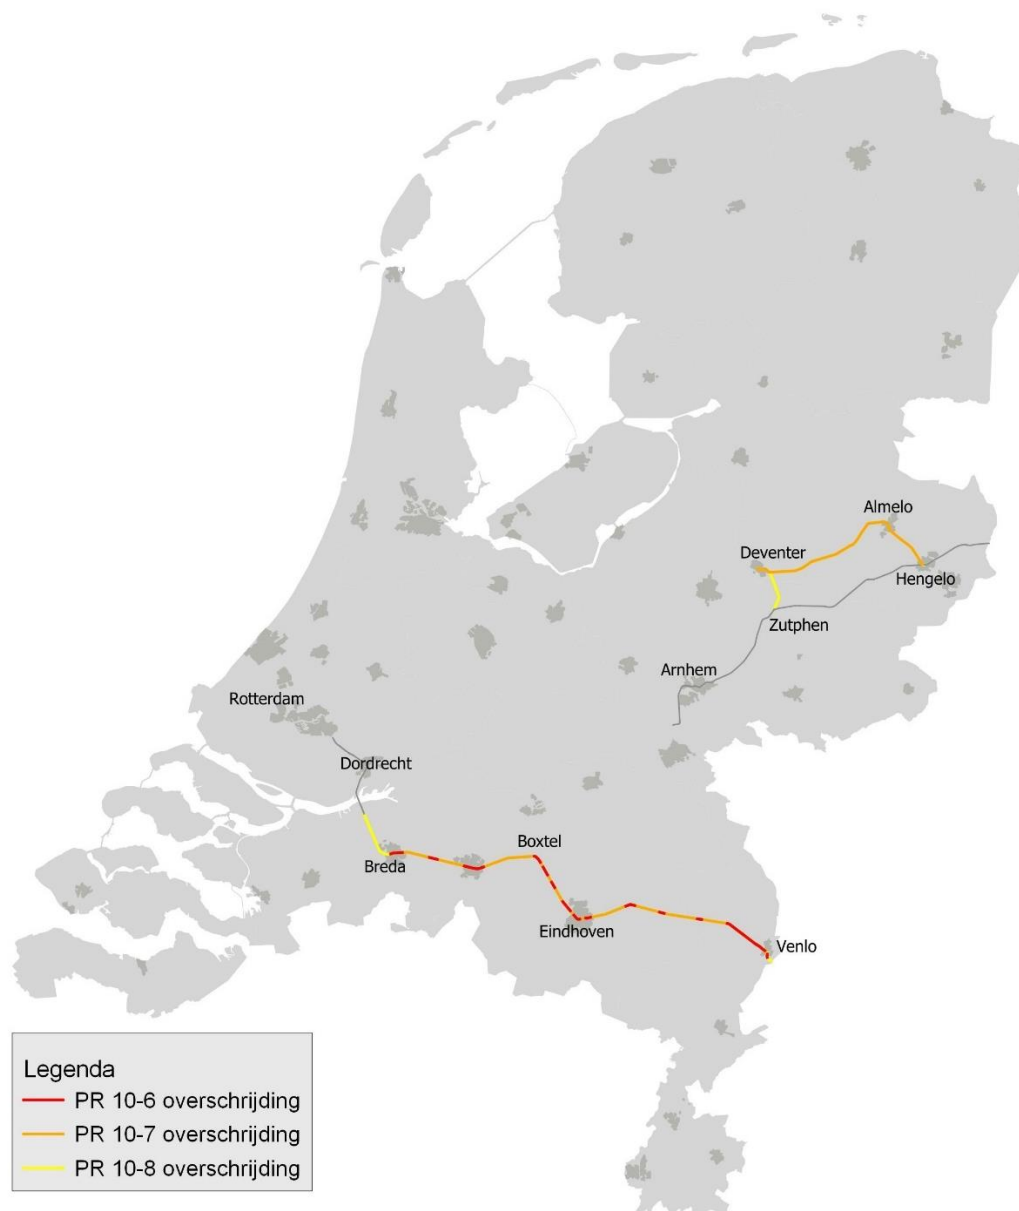 Almelo
Deventer
Hengelo
Zutphen
Arnhem
Rotterdam
Dordrecht
Boxtel
Breda
Eindhoven
Venlo
Legenda
PR 10-6 overschrijding
PR 10-7 overschrijding
PR 10-8 overschrijding